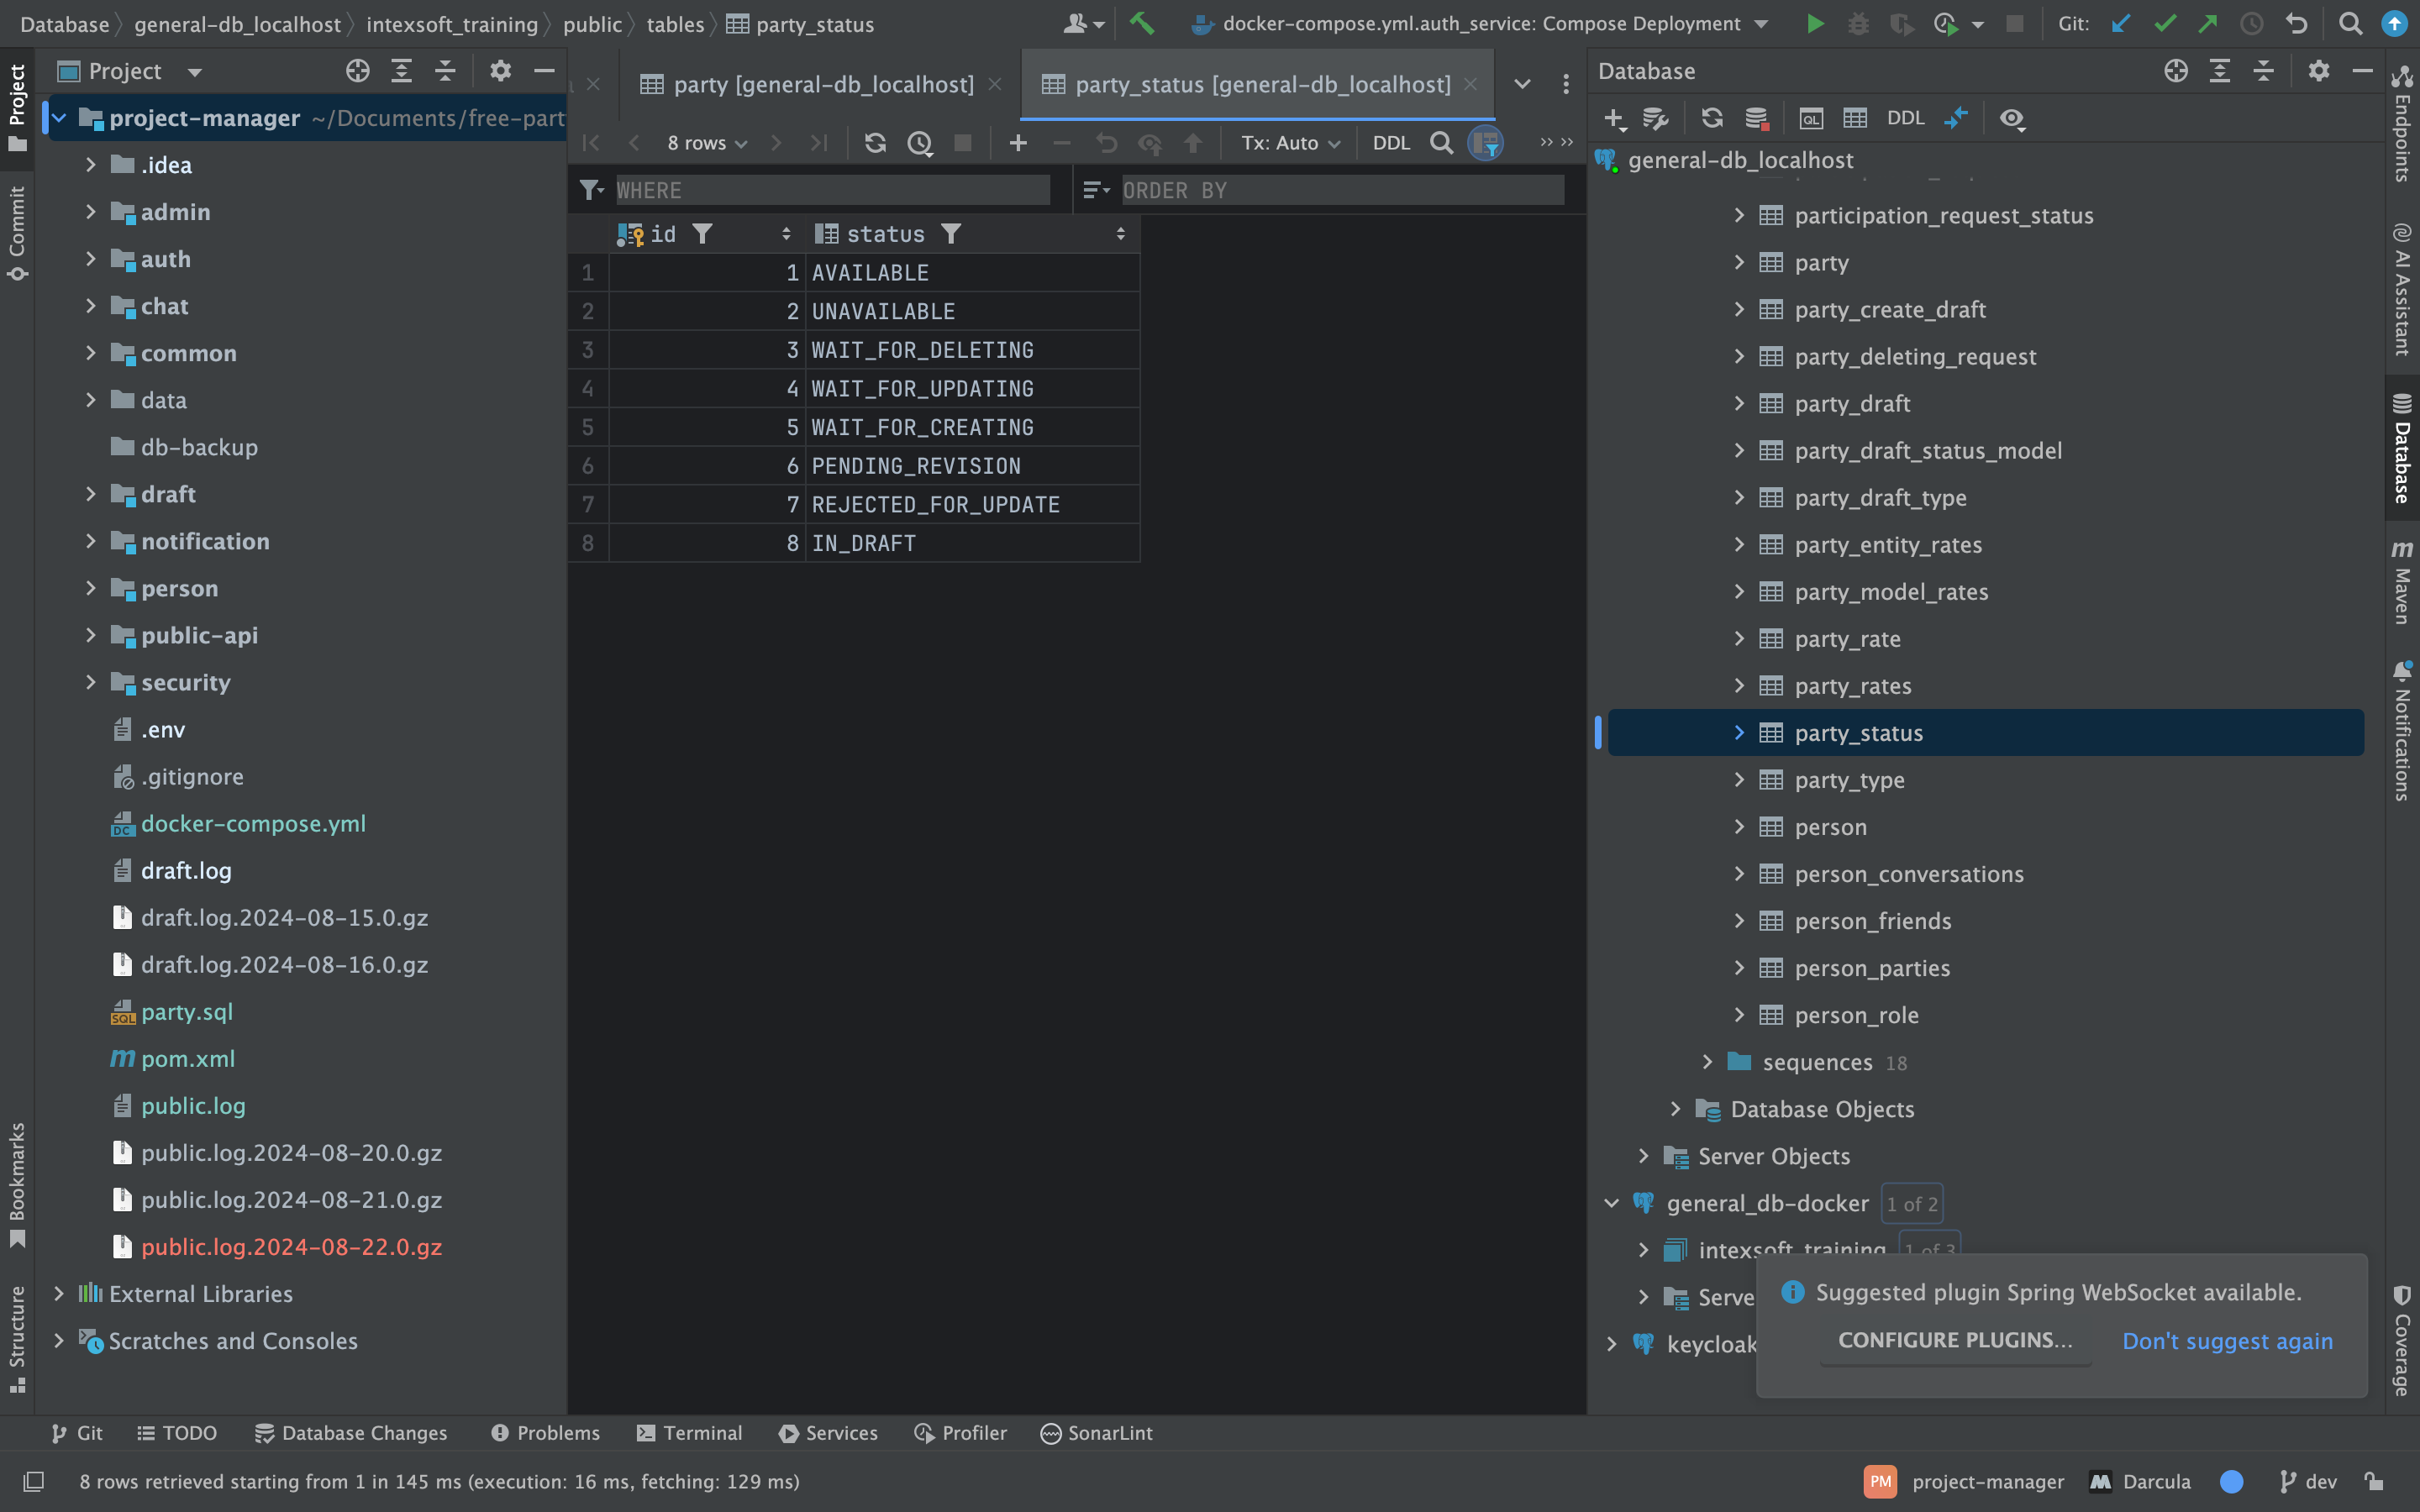 Database general-db_localhost intexsoft_training public tables party_status
docker-compose.yml.auth_service: Compose Deployment
Git:
Project
party [general-db_localhost]
party_status [general-db_localhost]
Database
8 rows
Tx: Auto
DDL
QL
DDL
WHERE
ORDER BY
id status
1 1 AVAILABLE
2 2 UNAVAILABLE
3 3 WAIT_FOR_DELETING
4 4 WAIT_FOR_UPDATING
5 5 WAIT_FOR_CREATING
6 6 PENDING_REVISION
7 7 REJECTED_FOR_UPDATE
8 8 IN_DRAFT
Project
Commit
Bookmarks
Structure
project-manager ~/Documents/free-part
.idea
admin
auth
chat
common
data
db-backup
draft
notification
person
public-api
security
.env
.gitignore
DC docker-compose.yml
draft.log
draft.log.2024-08-15.0.gz
draft.log.2024-08-16.0.gz
SQL party.sql
m pom.xml
public.log
public.log.2024-08-20.0.gz
public.log.2024-08-21.0.gz
public.log.2024-08-22.0.gz
External Libraries
Scratches and Consoles
general-db_localhost
participation_request_status
party
party_create_draft
party_deleting_request
party_draft
party_draft_status_model
party_draft_type
party_entity_rates
party_model_rates
party_rate
party_rates
party_status
party_type
person
person_conversations
person_friends
person_parties
person_role
sequences 18
Database Objects
Server Objects
general_db-docker 1 of 2
intexsoft_training 1 of 3
Serve
keycloak
Suggested plugin Spring WebSocket available.
CONFIGURE PLUGINS... Don't suggest again
Endpoints
AI Assistant
Database
m Maven
Notifications
Coverage
Git TODO Database Changes Problems Terminal Services Profiler SonarLint
8 rows retrieved starting from 1 in 145 ms (execution: 16 ms, fetching: 129 ms)
PM project-manager M Darcula dev